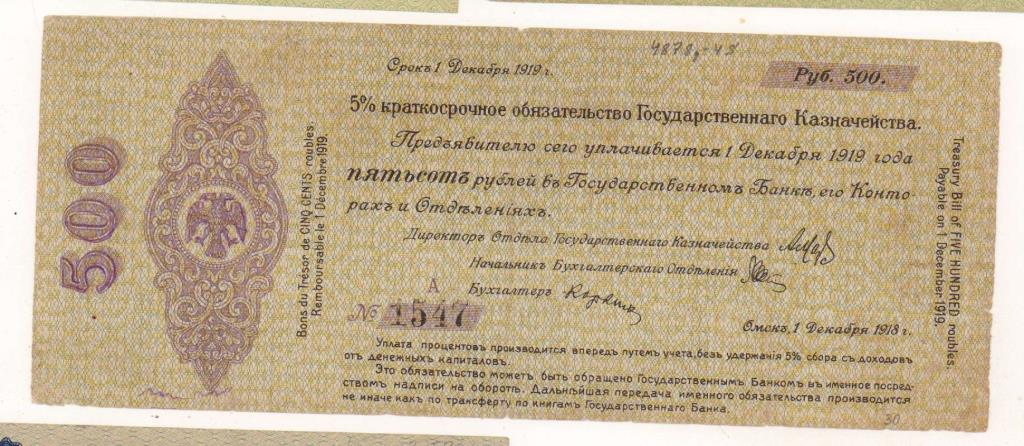 4878,-48
Срокъ 1 Декабря 1919 г.
Руб. 500.
5% краткосрочное обязательство Государственнаго Казначейства.
Предъявителю сего уплачивается 1 Декабря 1919 года
пятьсотъ рублей въ Государственномъ Банкѣ, его Конто-
рахъ и Отдѣленіяхъ.
Директоръ Отдѣла Государственнаго Казначейства
Начальникъ Бухгалтерскаго Отдѣленія
Бухгалтеръ
А
№ 1547
Омскъ, 1 Декабря 1918 г.
Уплата процентовъ производится впередъ путемъ учета, безъ удержанія 5% сбора съ доходовъ
отъ денежныхъ капиталовъ.
Это обязательство можетъ быть обращено Государственнымъ Банкомъ въ именное посред-
ствомъ надписи на оборотѣ. Дальнѣйшая передача именного обязательства производится
не иначе какъ по трансферту по книгамъ Государственнаго Банка.
30
500
Bons du Trésor de CINQ CENTS roubles
Remboursable le 1 Décembre 1919.
Treasury Bill of FIVE HUNDRED roubles.
Payable on 1 December 1919.